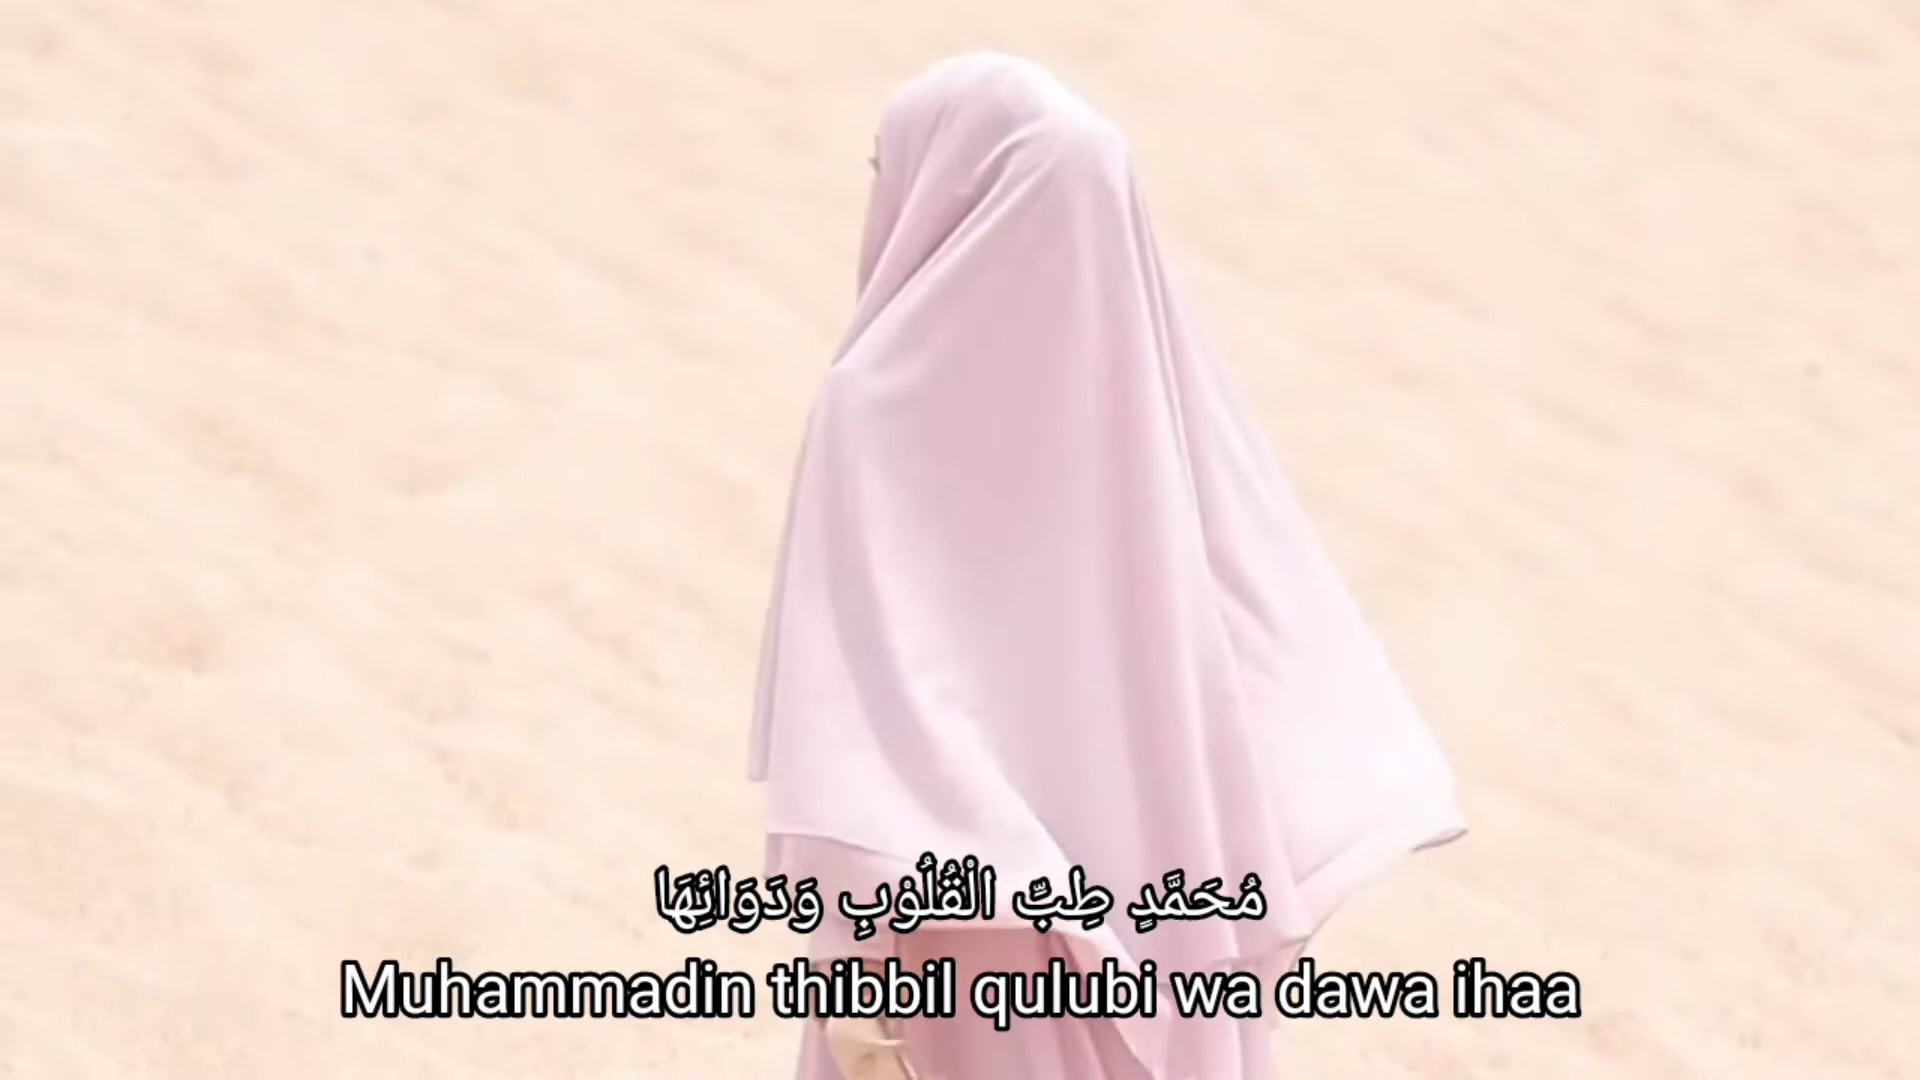 مُحَمَّدٍ طِبِّ الْقُلُوْبِ وَدَوَائِهَا
Muhammadin thibbil qulubi wa dawa ihaa